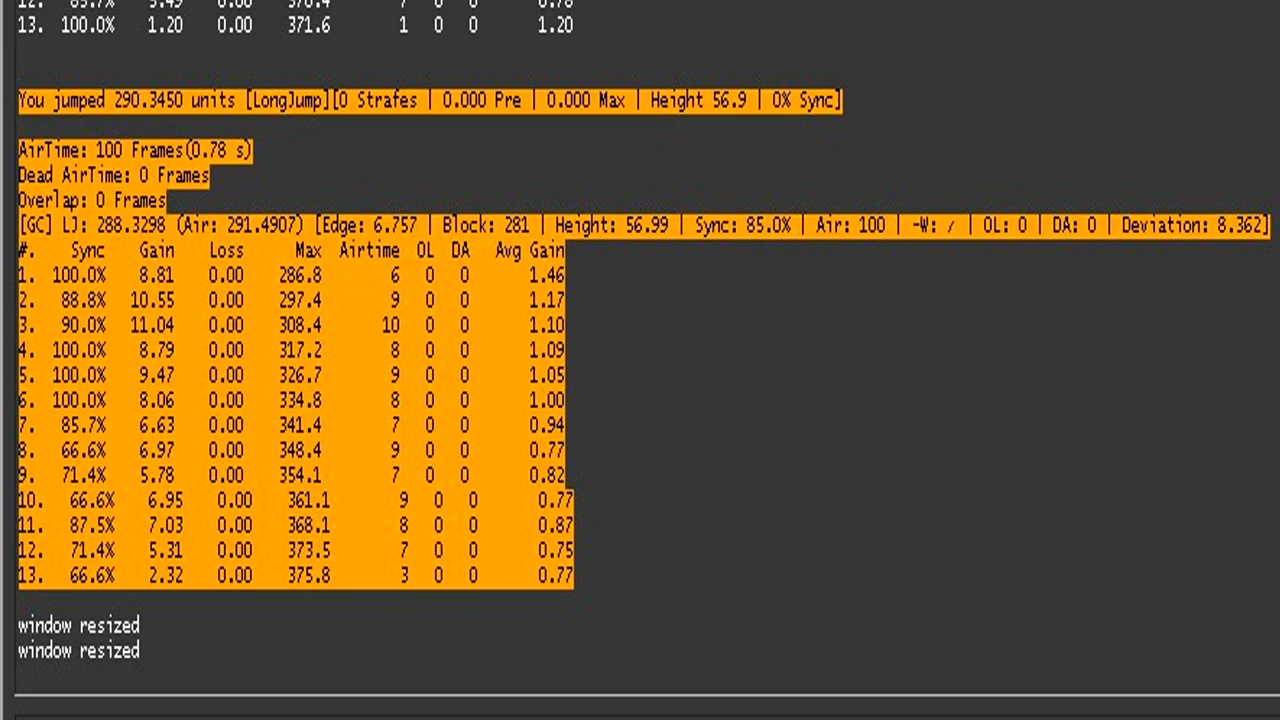 12. 85.7% 5.49 0.00 370.4 7 0 0 0.78
13. 100.0% 1.20 0.00 371.6 1 0 0 1.20
You jumped 290.3450 units [LongJump][0 Strafes | 0.000 Pre | 0.000 Max | Height 56.9 | 0% Sync]
AirTime: 100 Frames(0.78 s)
Dead AirTime: 0 Frames
Overlap: 0 Frames
[GC] LJ: 288.3298 (Air: 291.4907) [Edge: 6.757 | Block: 281 | Height: 56.99 | Sync: 85.0% | Air: 100 | -W: / | OL: 0 | DA: 0 | Deviation: 8.362]
#. Sync Gain Loss Max Airtime OL DA Avg Gain
1. 100.0% 8.81 0.00 286.8 6 0 0 1.46
2. 88.8% 10.55 0.00 297.4 9 0 0 1.17
3. 90.0% 11.04 0.00 308.4 10 0 0 1.10
4. 100.0% 8.79 0.00 317.2 8 0 0 1.09
5. 100.0% 9.47 0.00 326.7 9 0 0 1.05
6. 100.0% 8.06 0.00 334.8 8 0 0 1.00
7. 85.7% 6.63 0.00 341.4 7 0 0 0.94
8. 66.6% 6.97 0.00 348.4 9 0 0 0.77
9. 71.4% 5.78 0.00 354.1 7 0 0 0.82
10. 66.6% 6.95 0.00 361.1 9 0 0 0.77
11. 87.5% 7.03 0.00 368.1 8 0 0 0.87
12. 71.4% 5.31 0.00 373.5 7 0 0 0.75
13. 66.6% 2.32 0.00 375.8 3 0 0 0.77
window resized
window resized